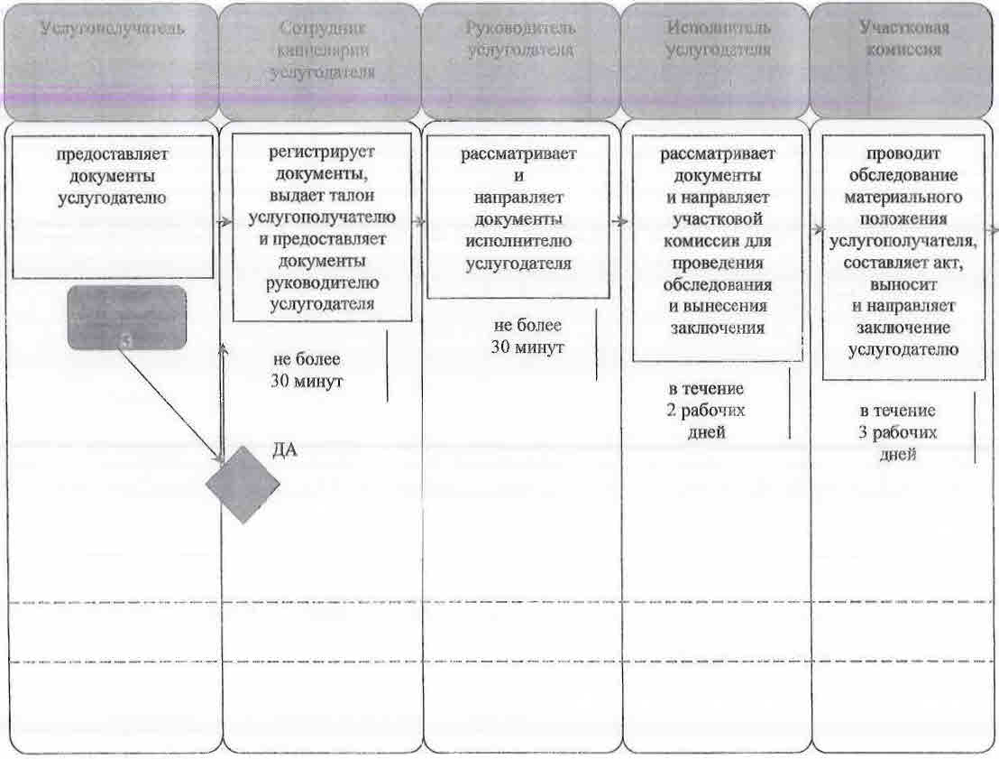 Услугополучатель
Сотрудник
канцелярии
услугодателя
Руководитель
услугодателя
Исполнитель
услугодателя
Участковая
комиссия
предоставляет
документы
услугодателю
регистрирует
документы,
выдает талон
услугополучателю
и предоставляет
документы
руководителю
услугодателя
рассматривает
и
направляет
документы
исполнителю
услугодателя
рассматривает
документы
и направляет
участковой
комиссии для
проведения
обследования
и вынесения
заключения
проводит
обследование
материального
положения
услугополучателя,
составляет акт,
выносит
и направляет
заключение
услугодателю
3
не более
30 минут
не более
30 минут
в течение
2 рабочих
дней
в течение
3 рабочих
дней
ДА